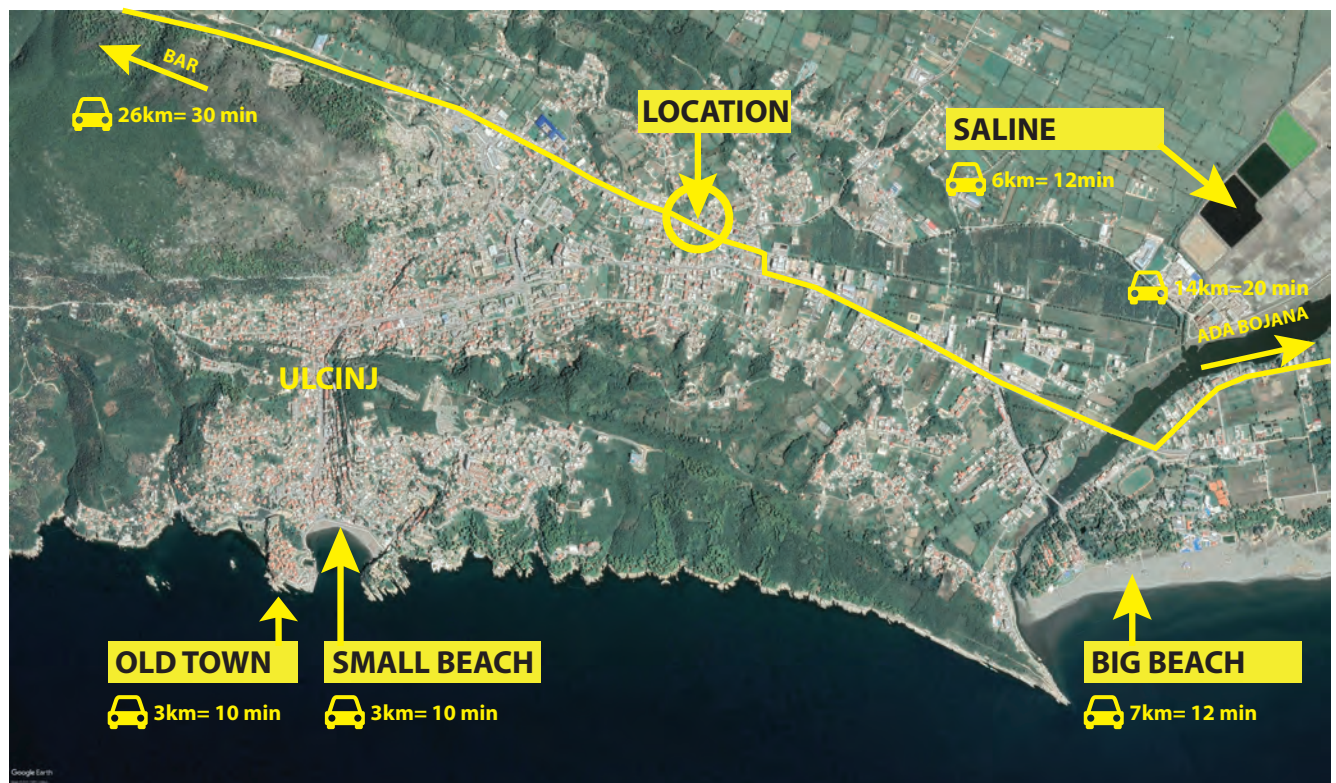 BAR
26km= 30 min
LOCATION
SALINE
6km= 12min
14km=20 min
ADA BOJANA
ULCINJ
OLD TOWN
3km= 10 min
SMALL BEACH
3km= 10 min
BIG BEACH
7km= 12 min
Google Earth